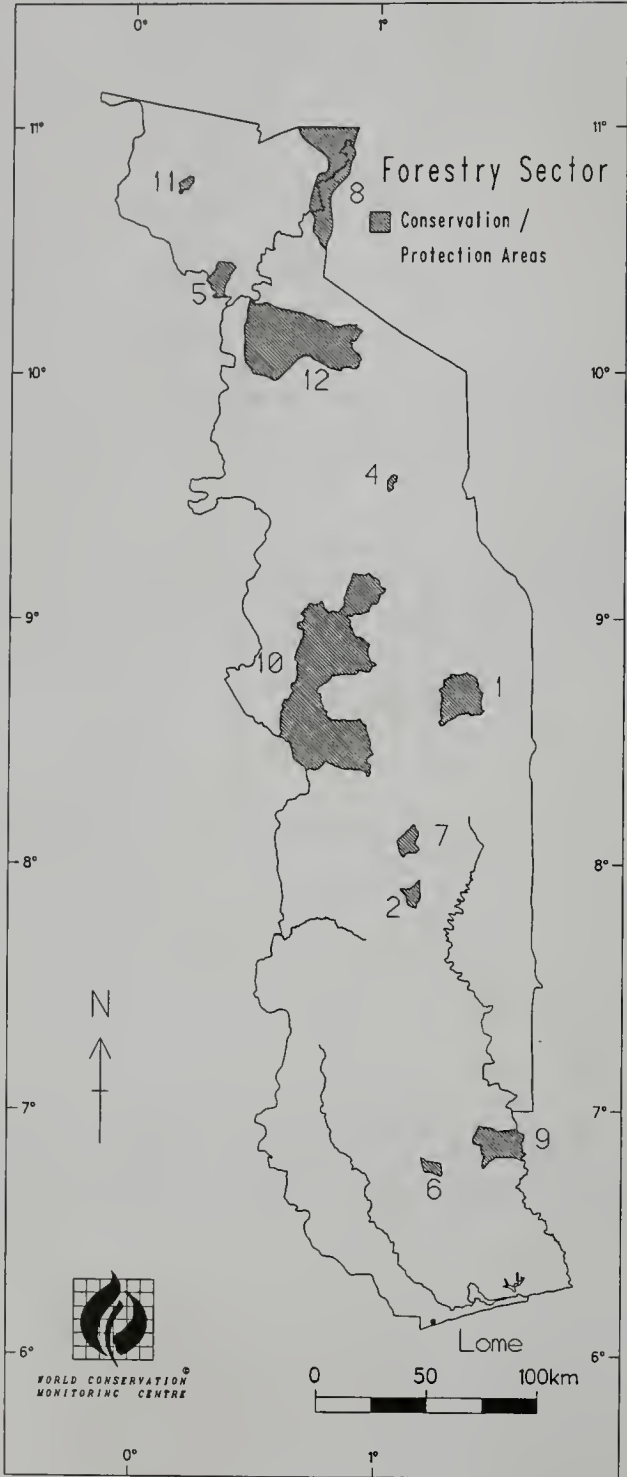 0° 1°
11°
Forestry Sector
11
8
Conservation /
Protection Areas
5
10° 10°
12
4
9° 9°
10
1
7
8° 8°
2
N
7° 7°
9
6
6° 6°
Lome
©
WORLD CONSERVATION
MONITORING CENTRE
0 50 100km
0° 1°